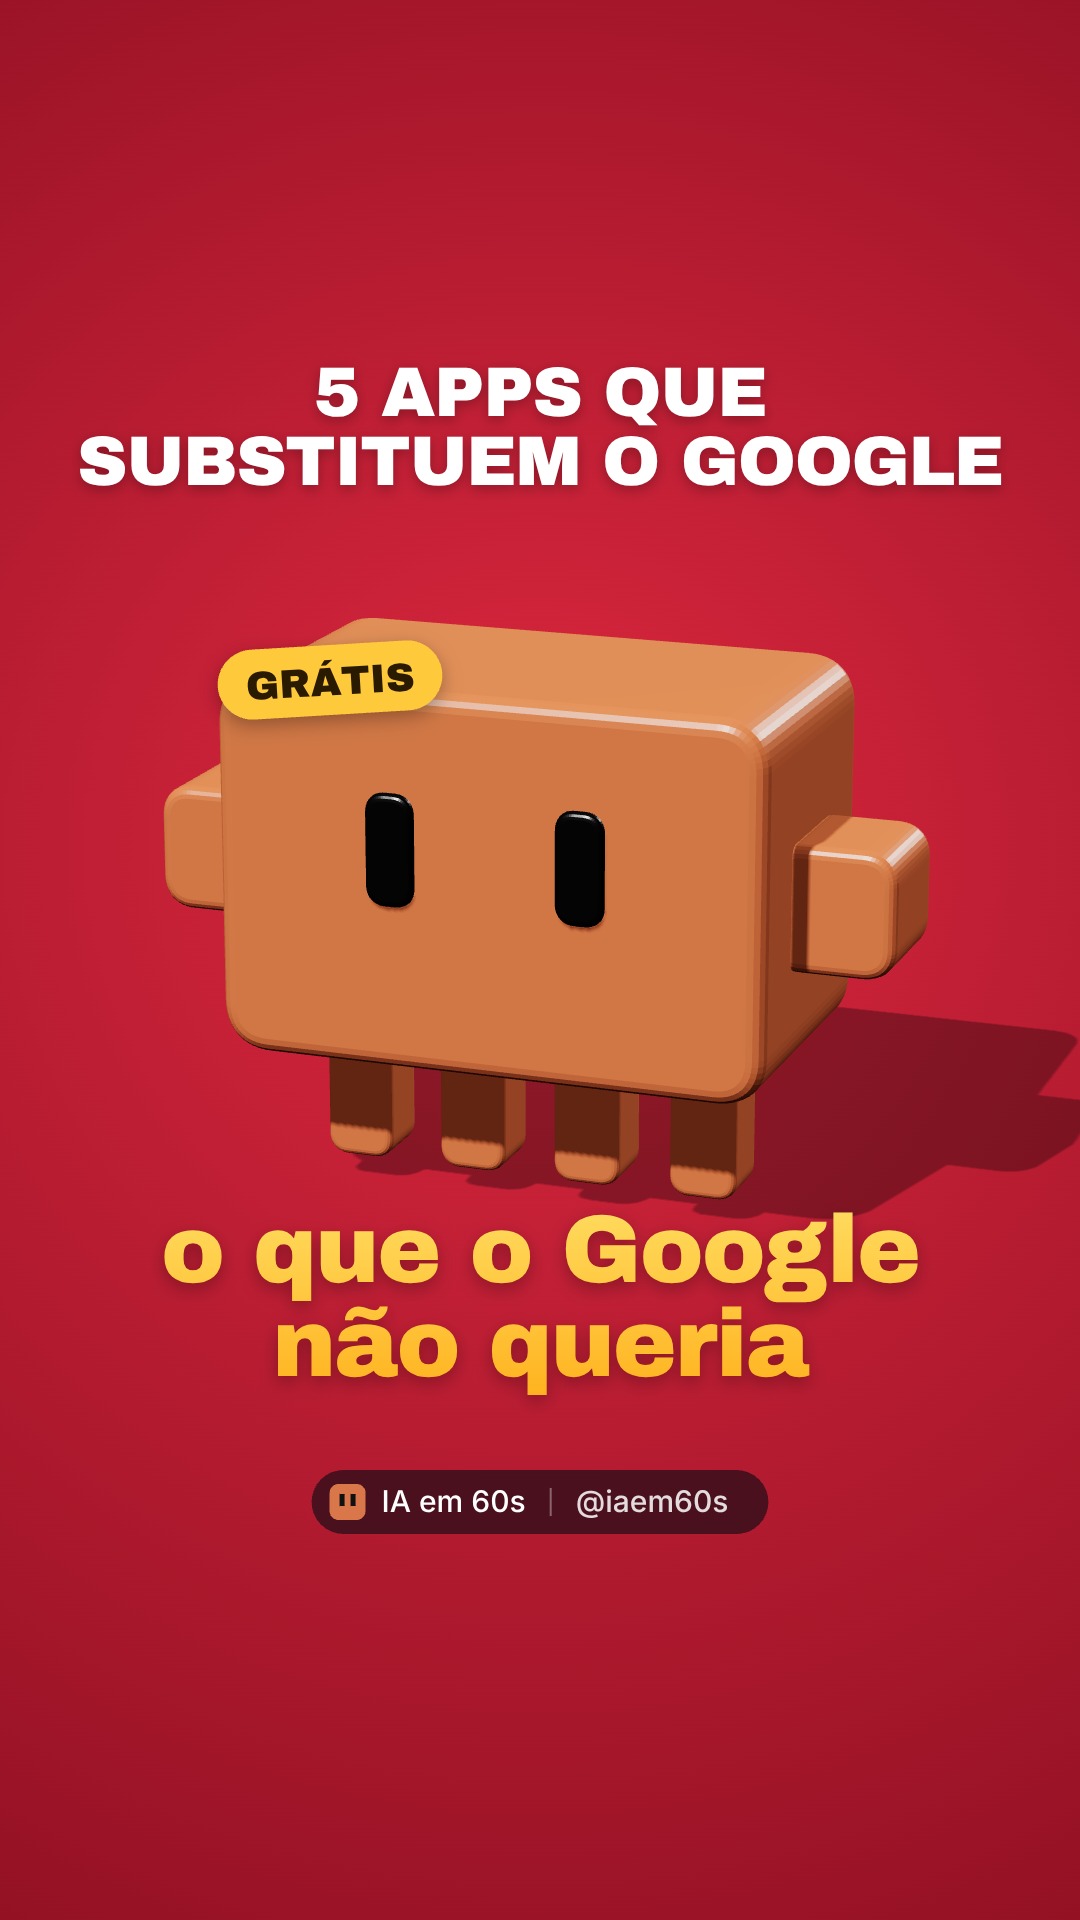 5 APPS QUE
SUBSTITUEM O GOOGLE
GRÁTIS
o que o Google
não queria
IA em 60s | @iaem60s